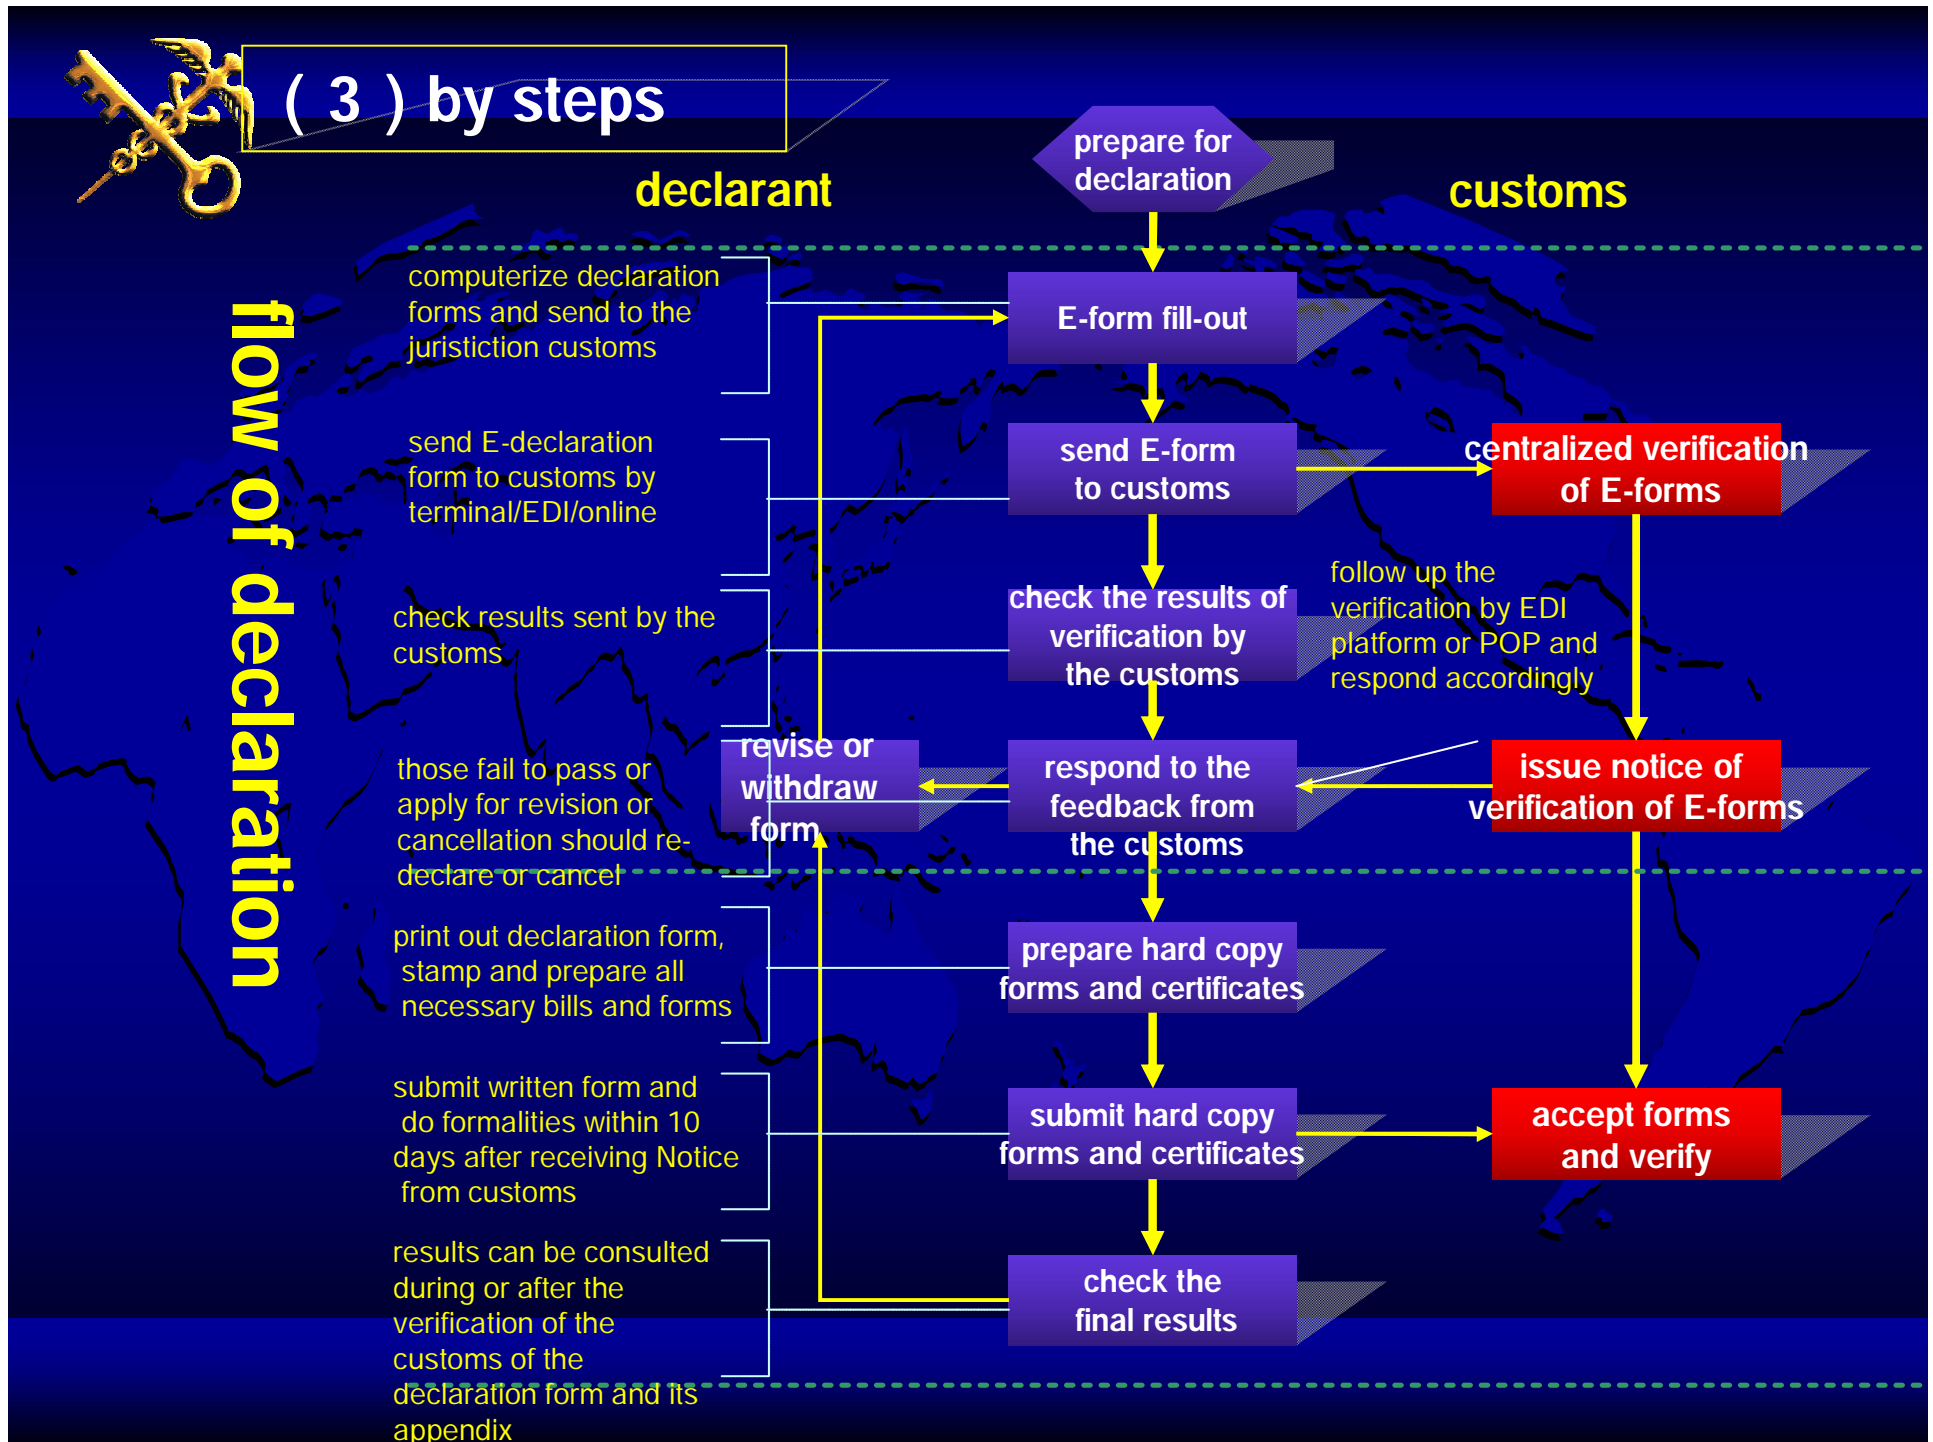 ( 3 ) by steps
declarant
customs
flow of declaration
prepare for
declaration
computerize declaration
forms and send to the
juristiction customs
E-form fill-out
send E-declaration
form to customs by
terminal/EDI/online
send E-form
to customs
centralized verification
of E-forms
check results sent by the
customs
check the results of
verification by
the customs
follow up the
verification by EDI
platform or POP and
respond accordingly
those fail to pass or
apply for revision or
cancellation should re-
declare or cancel
revise or
withdraw
form
respond to the
feedback from
the customs
issue notice of
verification of E-forms
print out declaration form,
stamp and prepare all
necessary bills and forms
prepare hard copy
forms and certificates
submit written form and
do formalities within 10
days after receiving Notice
from customs
submit hard copy
forms and certificates
accept forms
and verify
results can be consulted
during or after the
verification of the
customs of the
declaration form and its
appendix
check the
final results